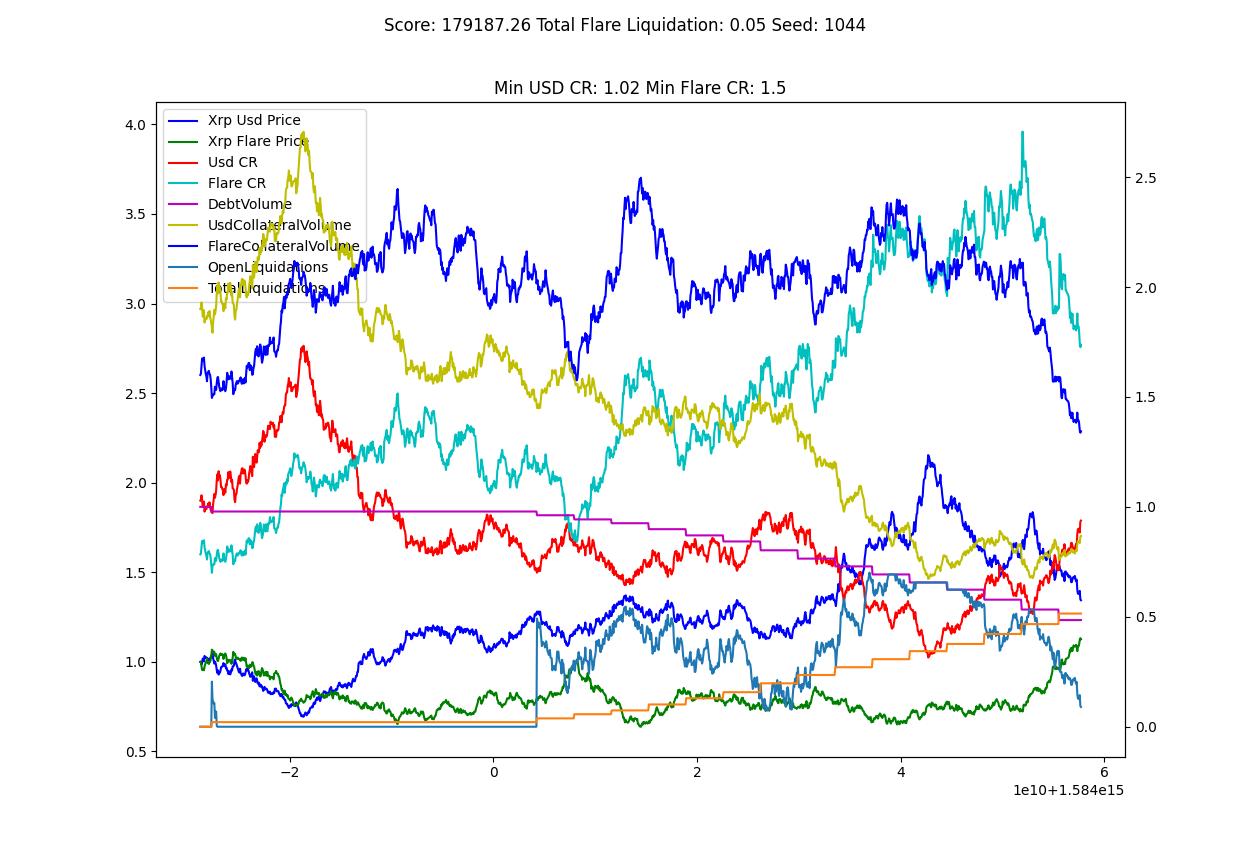 Score: 179187.26 Total Flare Liquidation: 0.05 Seed: 1044
Min USD CR: 1.02 Min Flare CR: 1.5
Xrp Usd Price
Xrp Flare Price
Usd CR
Flare CR
DebtVolume
UsdCollateralVolume
FlareCollateralVolume
OpenLiquidations
TotalLiquidations
4.0
3.5
3.0
2.5
2.0
1.5
1.0
0.5
2.5
2.0
1.5
1.0
0.5
0.0
−2 0 2 4 6
1e10+1.584e15